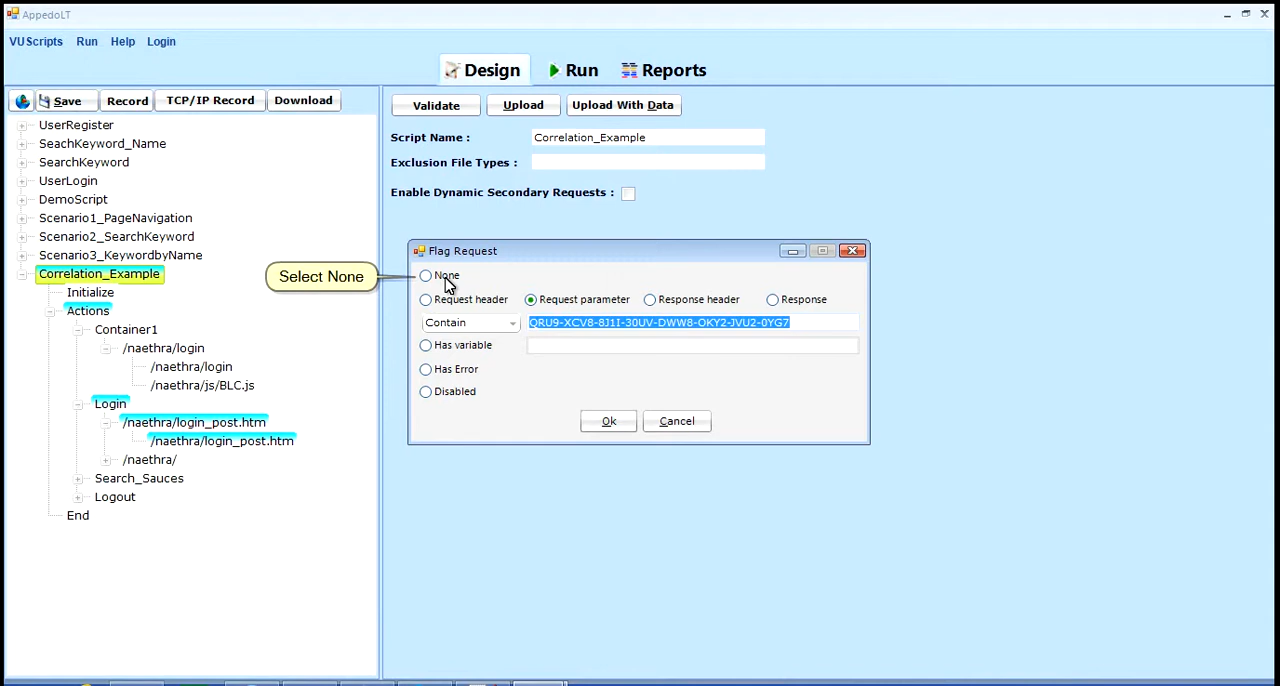 AppedoLT
VUScripts Run Help Login
Design Run Reports
Save Record TCP/IP Record Download
Validate Upload Upload With Data
UserRegister
SeachKeyword_Name
SearchKeyword
UserLogin
DemoScript
Scenario1_PageNavigation
Scenario2_SearchKeyword
Scenario3_KeywordbyName
Correlation_Example
Initialize
Actions
Container1
/naethra/login
/naethra/login
/naethra/js/BLC.js
Login
/naethra/login_post.htm
/naethra/login_post.htm
/naethra/
Search_Sauces
Logout
End
Script Name : Correlation_Example
Exclusion File Types :
Enable Dynamic Secondary Requests :
Flag Request
Select None
None
Request header Request parameter Response header Response
Contain QRU9-XCV8-8J1I-30UV-DWW8-OKY2-JVU2-0YG7
Has variable
Has Error
Disabled
Ok Cancel